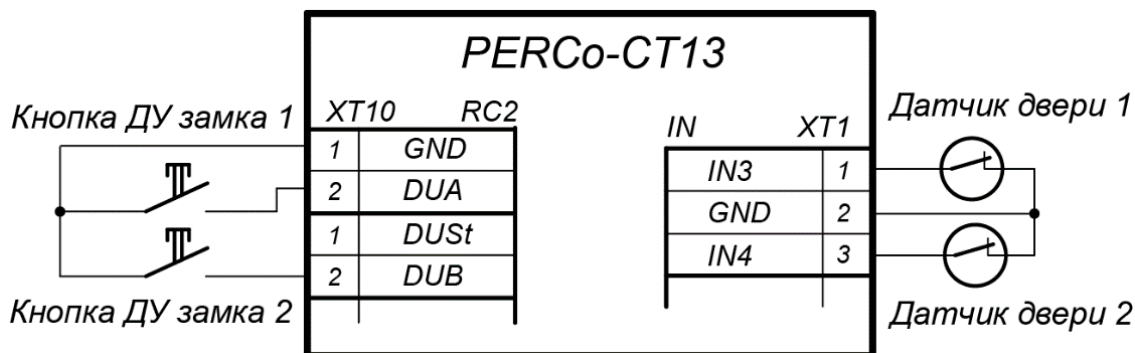 PERCo-CT13
Кнопка ДУ замка 1
XT10 RC2
1 GND
2 DUA
1 DUSt
2 DUB
Кнопка ДУ замка 2
IN XT1
IN3 1
GND 2
IN4 3
Датчик двери 1
Датчик двери 2